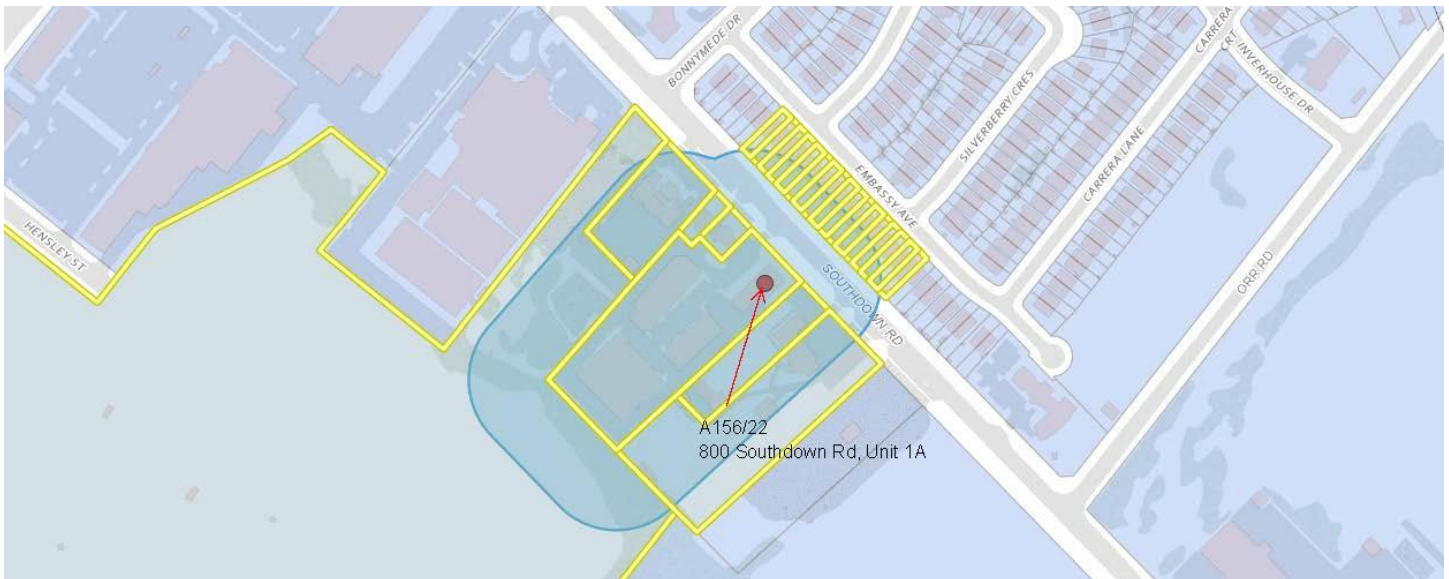 BONNYMEDE DR
CARRERA
CRT
INVERHOUSE DR
SILVERBERRY CRES
CARRERA LANE
EMBASSY AVE
HENSLEY ST
SOUTHDOWN RD
ORR RD
A156/22
800 Southdown Rd, Unit 1A